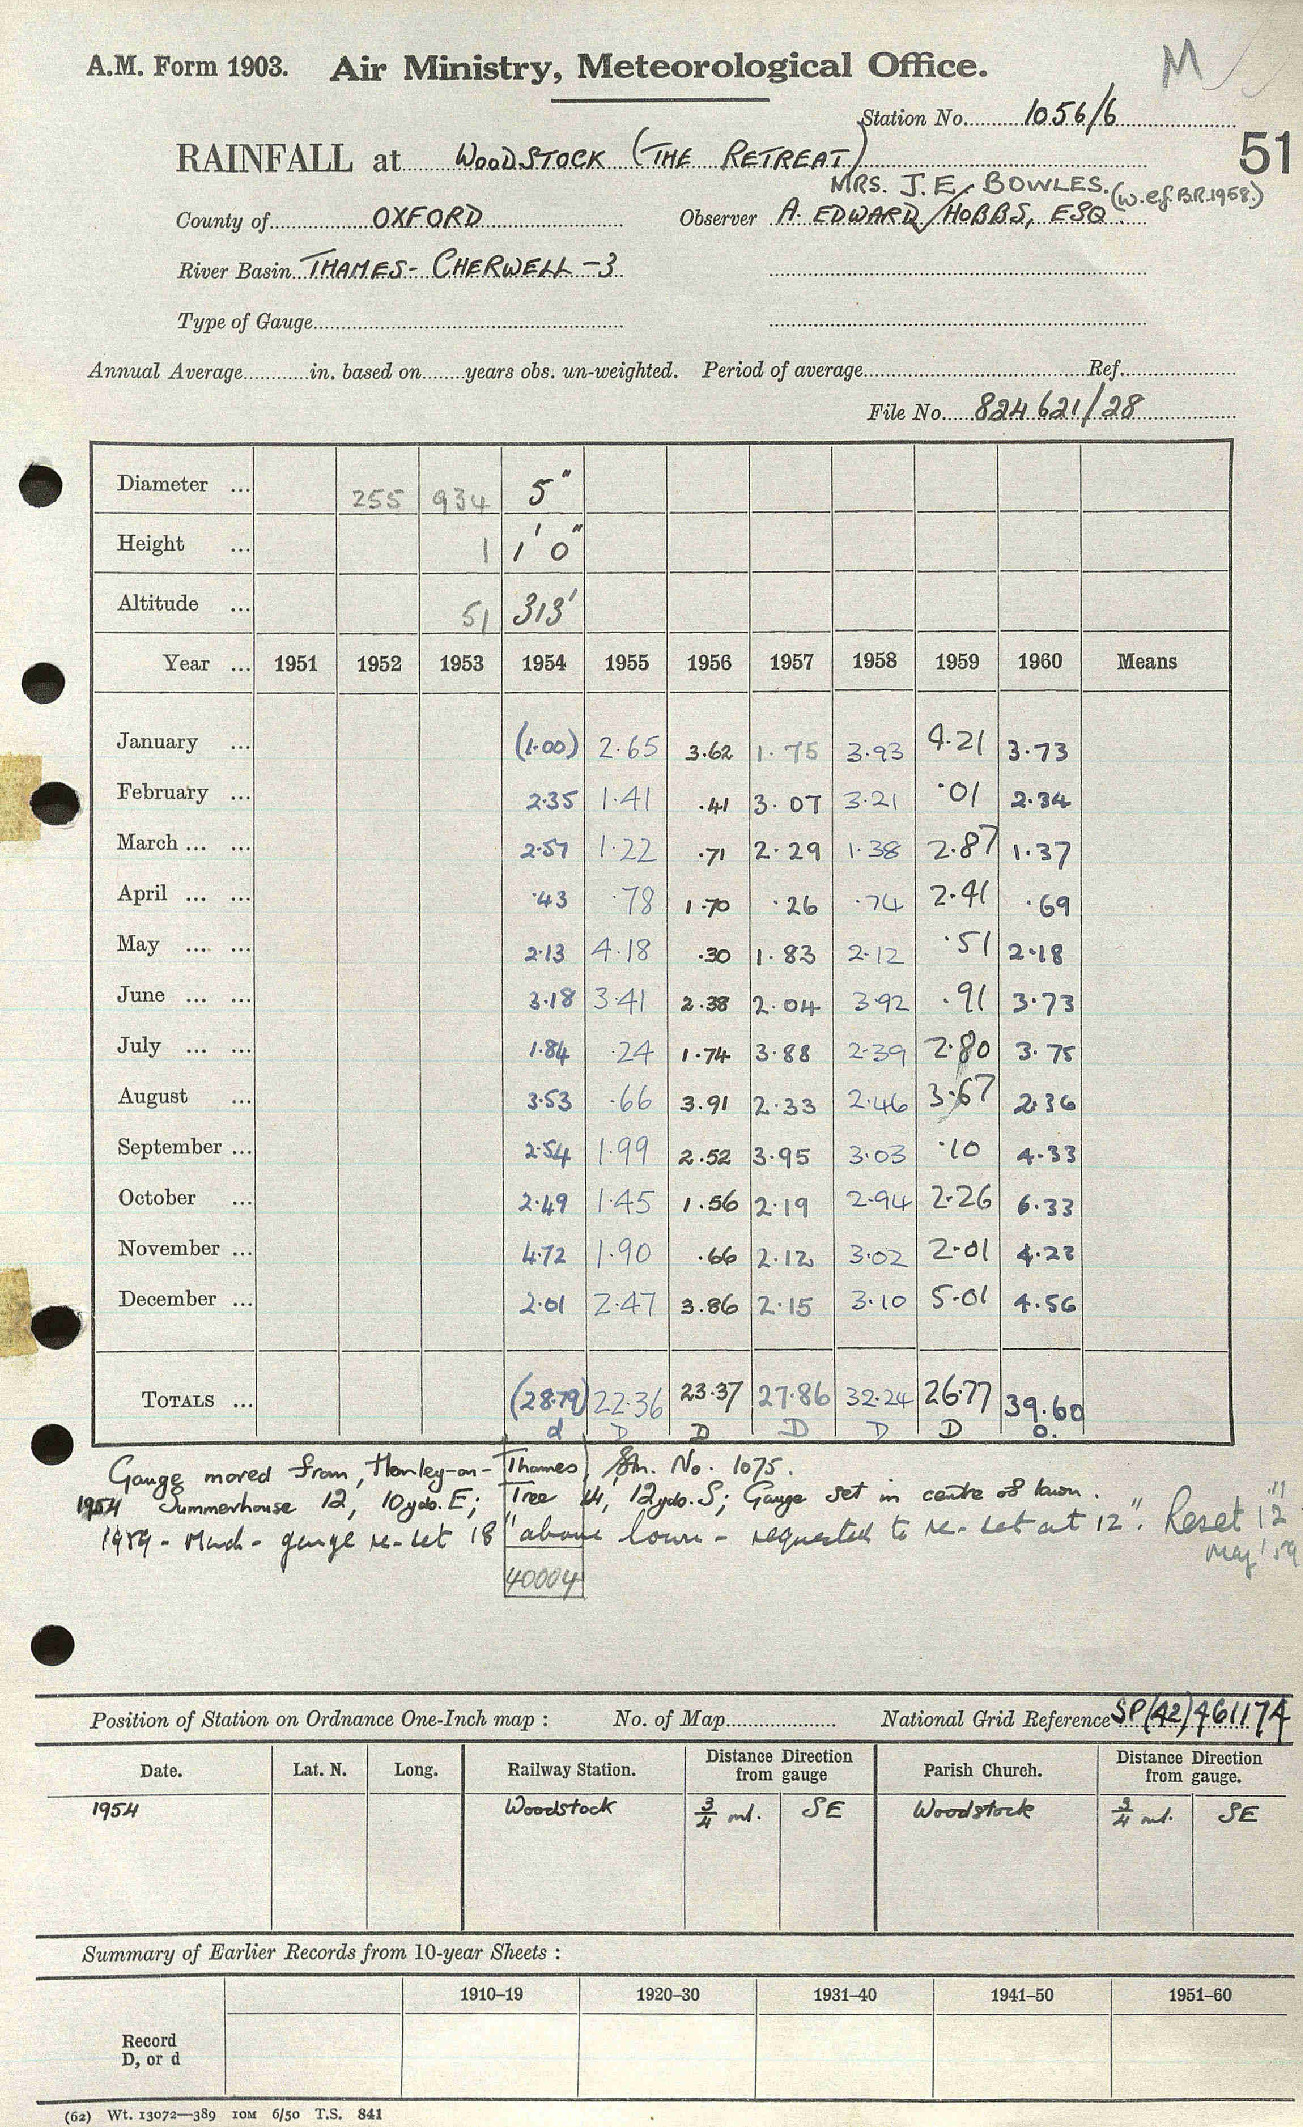 A.M. Form 1903. Air Ministry, Meteorological Office. M
Station No. 1056/6
RAINFALL at WOODSTOCK (THE RETREAT) 51
MRS. J.E. BOWLES. (w.e.f. B.R. 1958.)
County of OXFORD Observer A. EDWARD HOBBS, ESQ
River Basin THAMES - CHERWELL - 3
Type of Gauge
Annual Average in. based on years obs. un-weighted. Period of average Ref.
File No. 824621/28
Diameter ... 255 934 5"
Height ... 1 1' 0"
Altitude ... 51 313'
Year ... 1951 1952 1953 1954 1955 1956 1957 1958 1959 1960 Means
January ... (1.00) 2.65 3.62 1.75 3.93 4.21 3.73
February ... 2.35 1.41 .41 3.07 3.21 .01 2.34
March ... ... 2.57 1.22 .71 2.29 1.38 2.87 1.37
April ... ... .43 .78 1.70 .26 .74 2.41 .69
May ... ... 2.13 4.18 .30 1.83 2.12 .51 2.18
June ... ... 3.18 3.41 2.38 2.04 3.92 .91 3.73
July ... ... 1.84 .24 1.74 3.88 2.39 2.80 3.75
August ... 3.53 .66 3.91 2.33 2.46 3.67 2.36
September ... 2.54 1.99 2.52 3.95 3.03 .10 4.33
October ... 2.49 1.45 1.56 2.19 2.94 2.26 6.33
November ... 4.72 1.90 .66 2.12 3.02 2.01 4.22
December ... 2.01 2.47 3.86 2.15 3.10 5.01 4.56
TOTALS ... (28.79) 22.36 23.37 27.86 32.24 26.77 39.60
d D D D D D D.
Gauge moved from, Henley-on-Thames, Stn. No. 1075.
1954 Summerhouse 12, 10yds. E; Tree 14, 12yds. S; Gauge set in centre of lawn.
1959 - March - gauge re-set 18" above lawn - requested to re-set at 12". Reset 12"
May '59
40004
Position of Station on Ordnance One-Inch map : No. of Map National Grid Reference SP(42)461174
Date. Lat. N. Long. Railway Station. Distance Direction from gauge Parish Church. Distance Direction from gauge.
1954 Woodstock 3/4 ml. SE Woodstock 3/4 ml. SE
Summary of Earlier Records from 10-year Sheets :
1910–19 1920–30 1931–40 1941–50 1951–60
Record
D, or d
(62) Wt. 13072—389 10M 6/50 T.S. 841